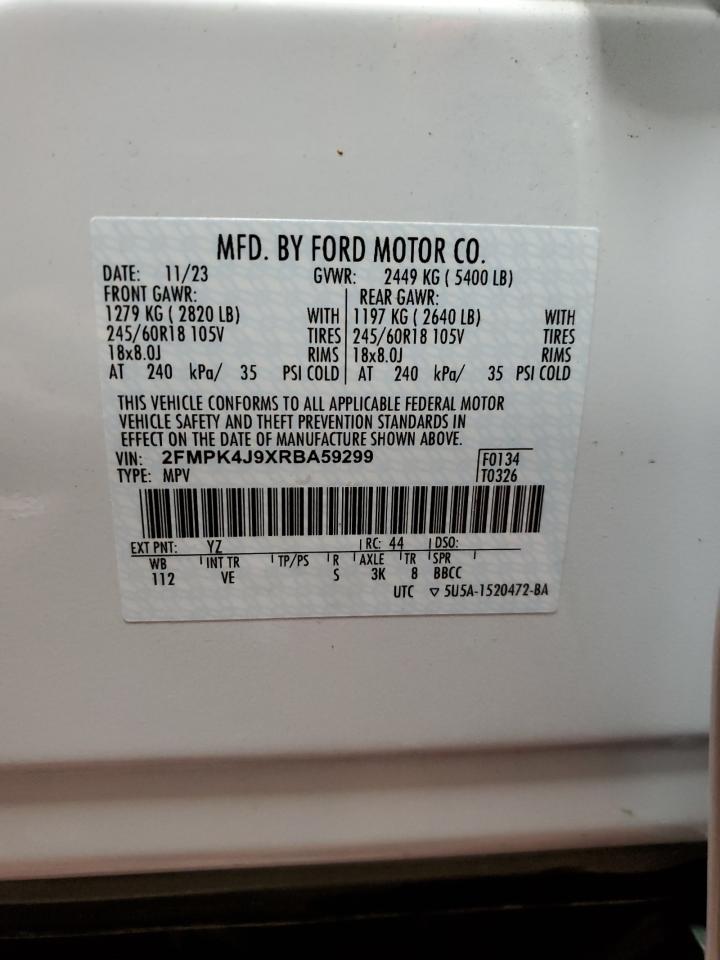 MFD. BY FORD MOTOR CO.
DATE: 11/23 GVWR: 2449 KG ( 5400 LB)
FRONT GAWR: REAR GAWR:
1279 KG ( 2820 LB) WITH 1197 KG ( 2640 LB) WITH
245/60R18 105V TIRES 245/60R18 105V TIRES
18x8.0J RIMS 18x8.0J RIMS
AT 240 kPa/ 35 PSI COLD AT 240 kPa/ 35 PSI COLD
THIS VEHICLE CONFORMS TO ALL APPLICABLE FEDERAL MOTOR
VEHICLE SAFETY AND THEFT PREVENTION STANDARDS IN
EFFECT ON THE DATE OF MANUFACTURE SHOWN ABOVE.
VIN: 2FMPK4J9XRBA59299 F0134
TYPE: MPV T0326
EXT PNT: YZ RC: 44 DSO:
WB INT TR TP/PS R AXLE TR SPR
112 VE S 3K 8 BBCC
UTC ▽ 5U5A-1520472-BA